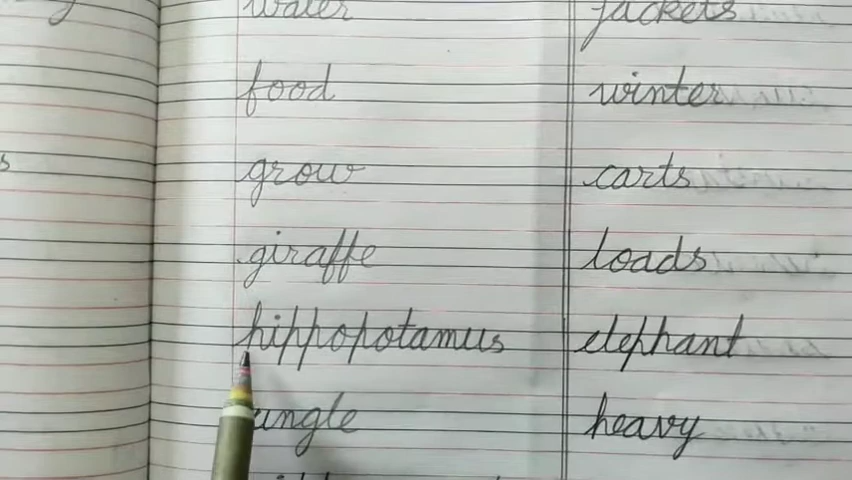 water
food
grow
giraffe
hippopotamus
jackets
winter
carts
loads
elephant
heavy